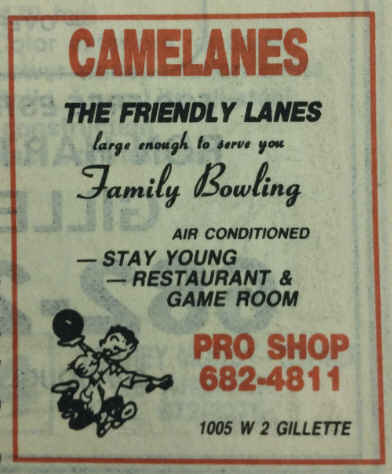 CAMELANES
THE FRIENDLY LANES
large enough to serve you
Family Bowling
AIR CONDITIONED
— STAY YOUNG
— RESTAURANT &
GAME ROOM
PRO SHOP
682-4811
1005 W 2 GILLETTE